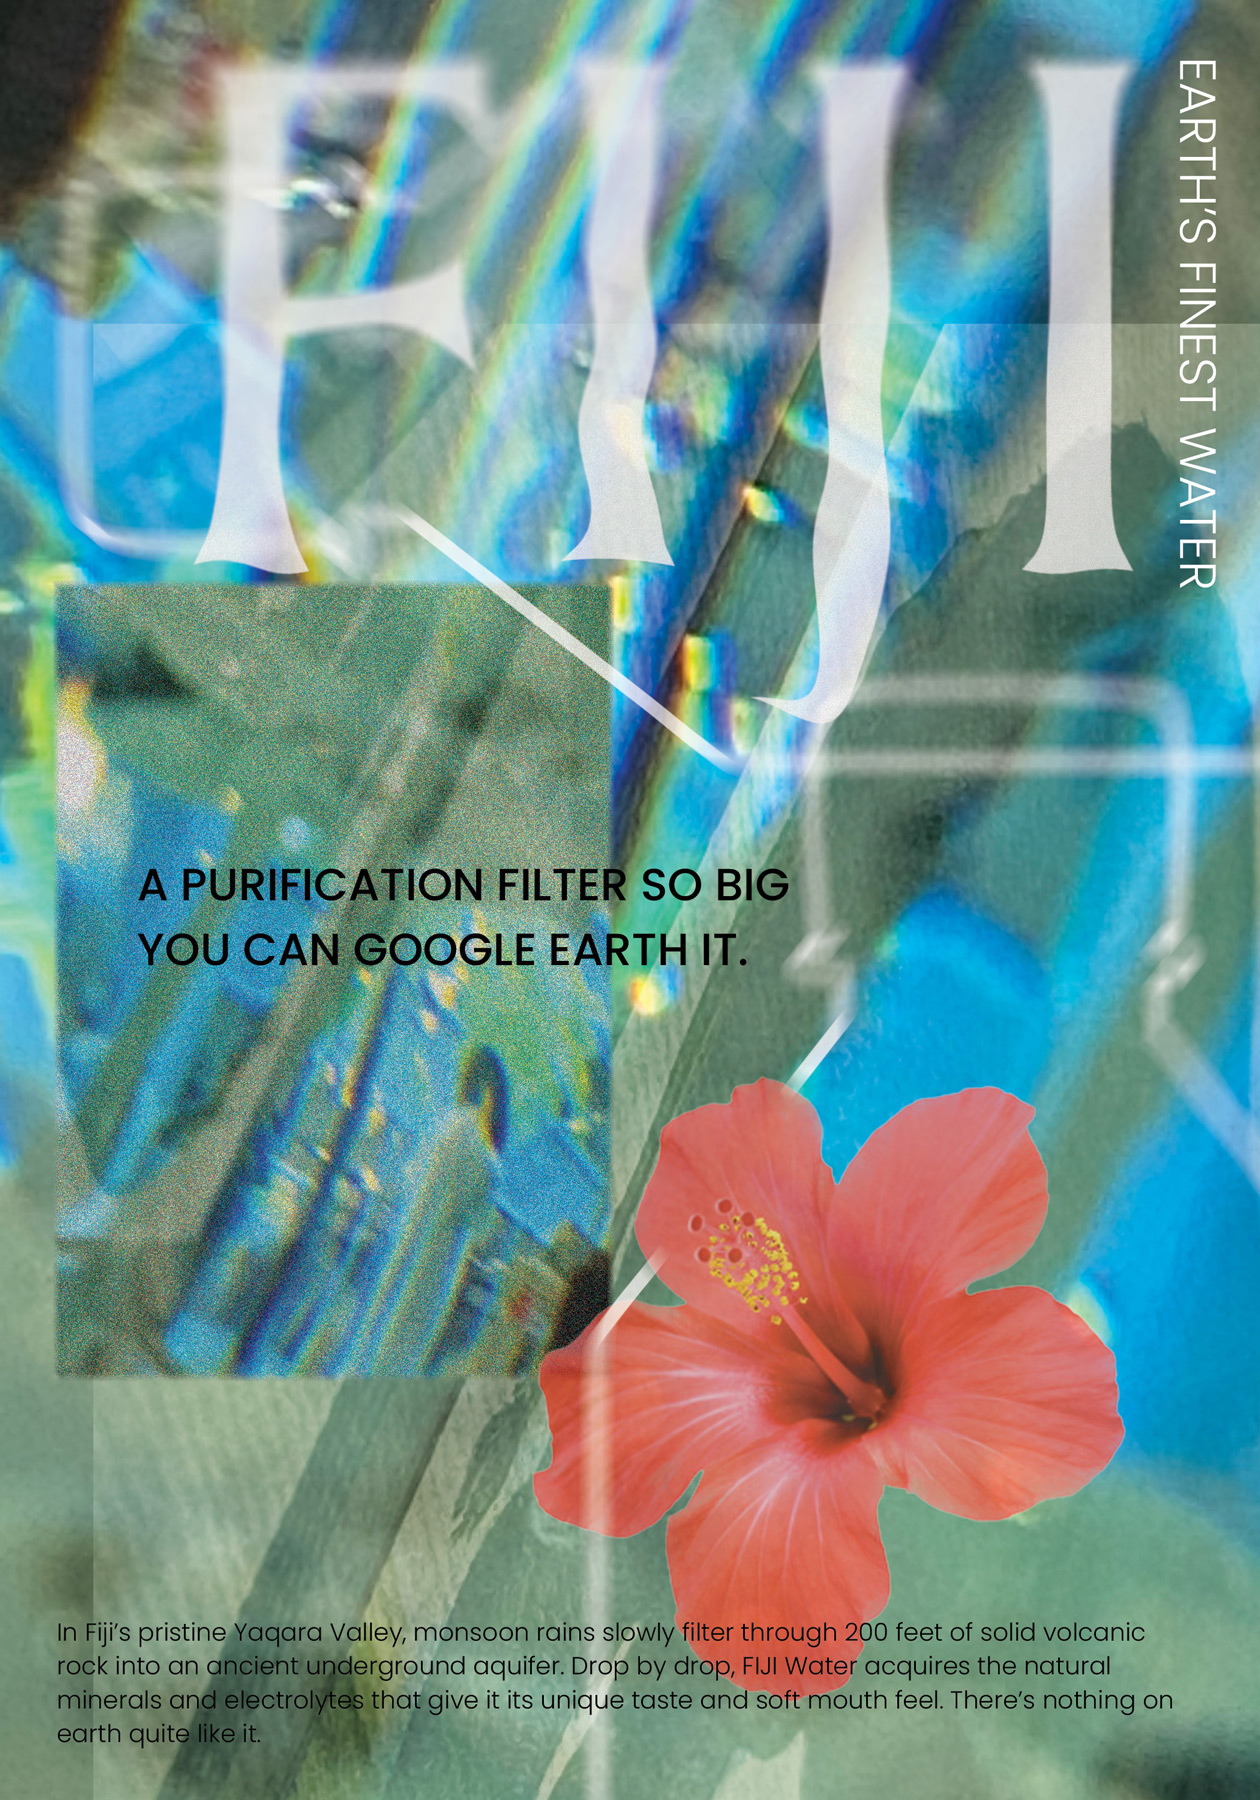 FIJI
EARTH'S FINEST WATER
A PURIFICATION FILTER SO BIG
YOU CAN GOOGLE EARTH IT.
In Fiji's pristine Yaqara Valley, monsoon rains slowly filter through 200 feet of solid volcanic
rock into an ancient underground aquifer. Drop by drop, FIJI Water acquires the natural
minerals and electrolytes that give it its unique taste and soft mouth feel. There's nothing on
earth quite like it.